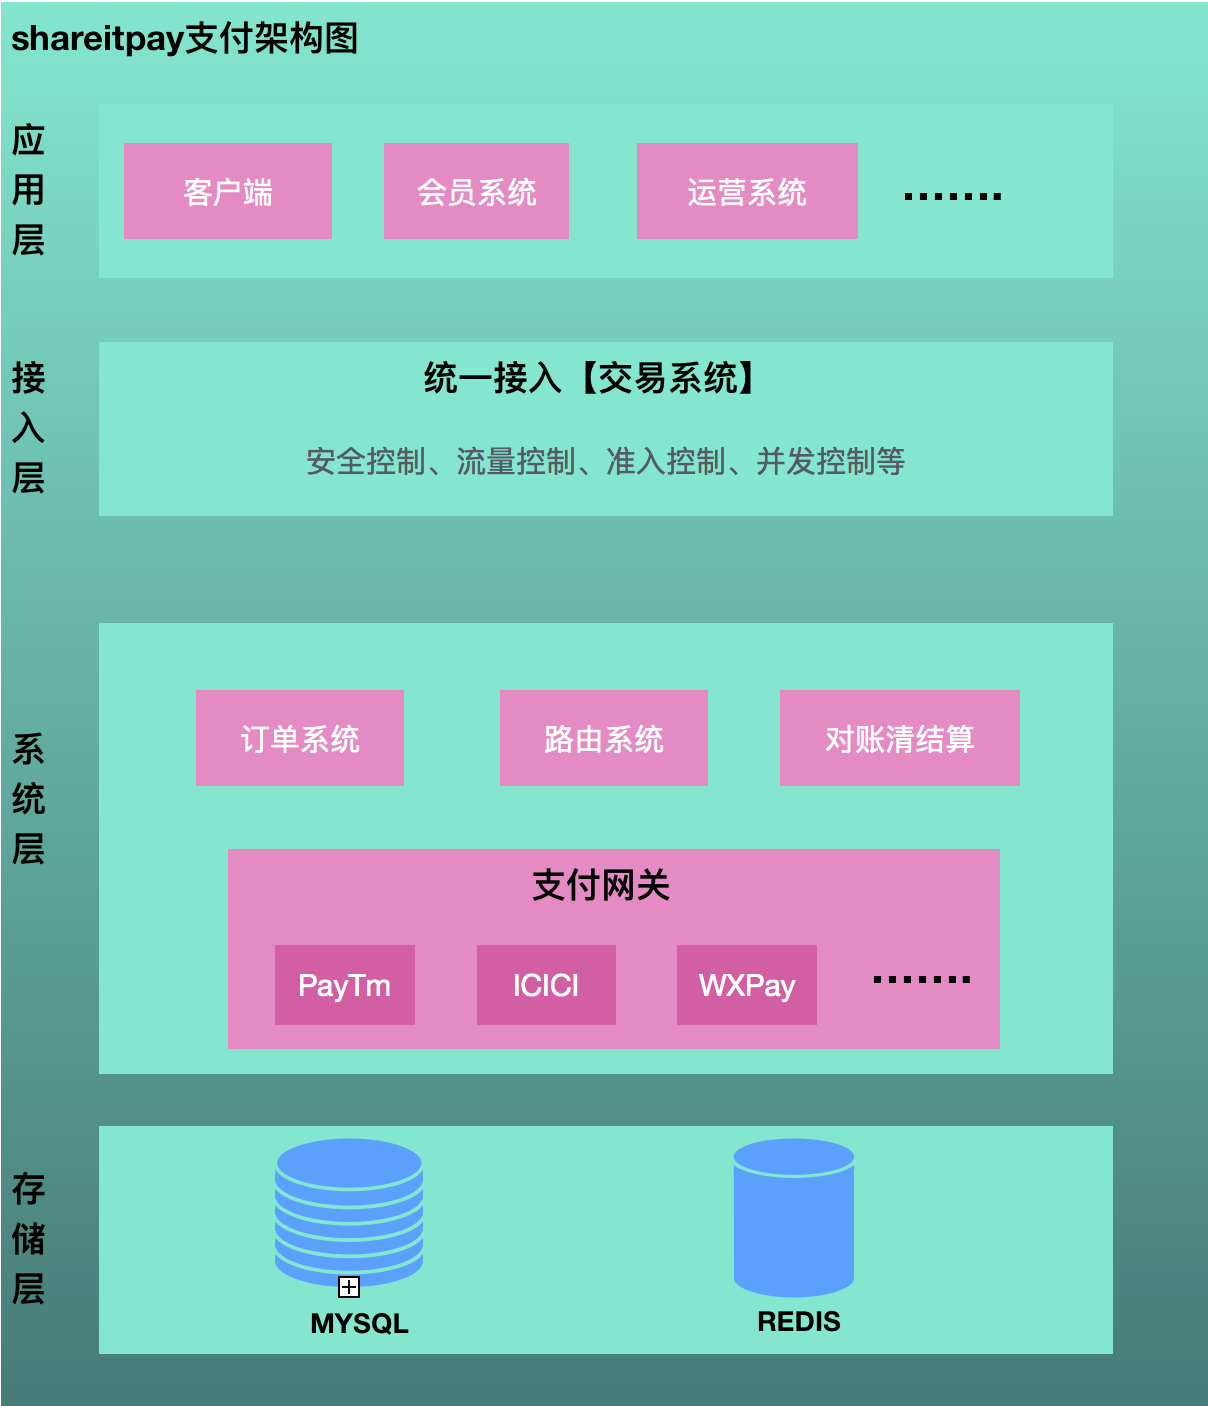 shareitpay支付架构图
应用层
客户端
会员系统
运营系统
.......
接入层
统一接入【交易系统】
安全控制、流量控制、准入控制、并发控制等
系统层
订单系统
路由系统
对账清结算
支付网关
PayTm
ICICI
WXPay
.......
存储层
MYSQL
REDIS